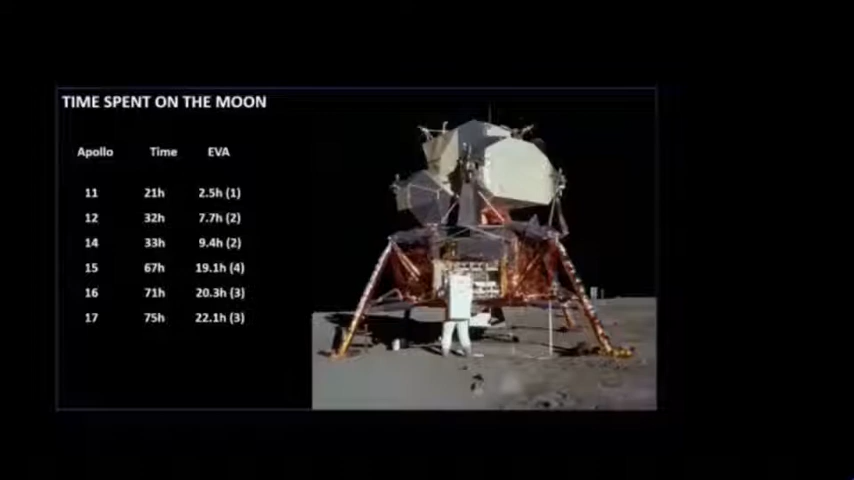 TIME SPENT ON THE MOON
Apollo Time EVA
11 21h 2.5h (1)
12 32h 7.7h (2)
14 33h 9.4h (2)
15 67h 19.1h (4)
16 71h 20.3h (3)
17 75h 22.1h (3)